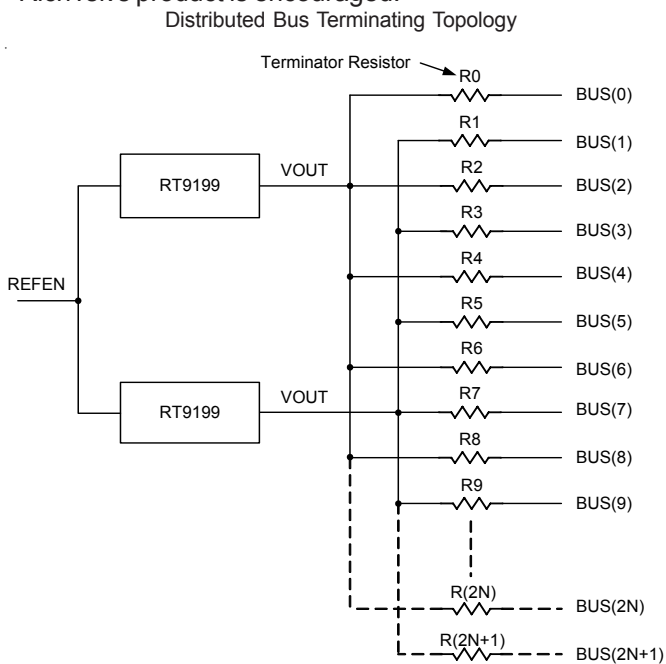 Distributed Bus Terminating Topology
Terminator Resistor
R0
BUS(0)
R1
BUS(1)
RT9199
VOUT
R2
BUS(2)
R3
BUS(3)
R4
BUS(4)
REFEN
R5
BUS(5)
R6
BUS(6)
RT9199
VOUT
R7
BUS(7)
R8
BUS(8)
R9
BUS(9)
R(2N)
BUS(2N)
R(2N+1)
BUS(2N+1)